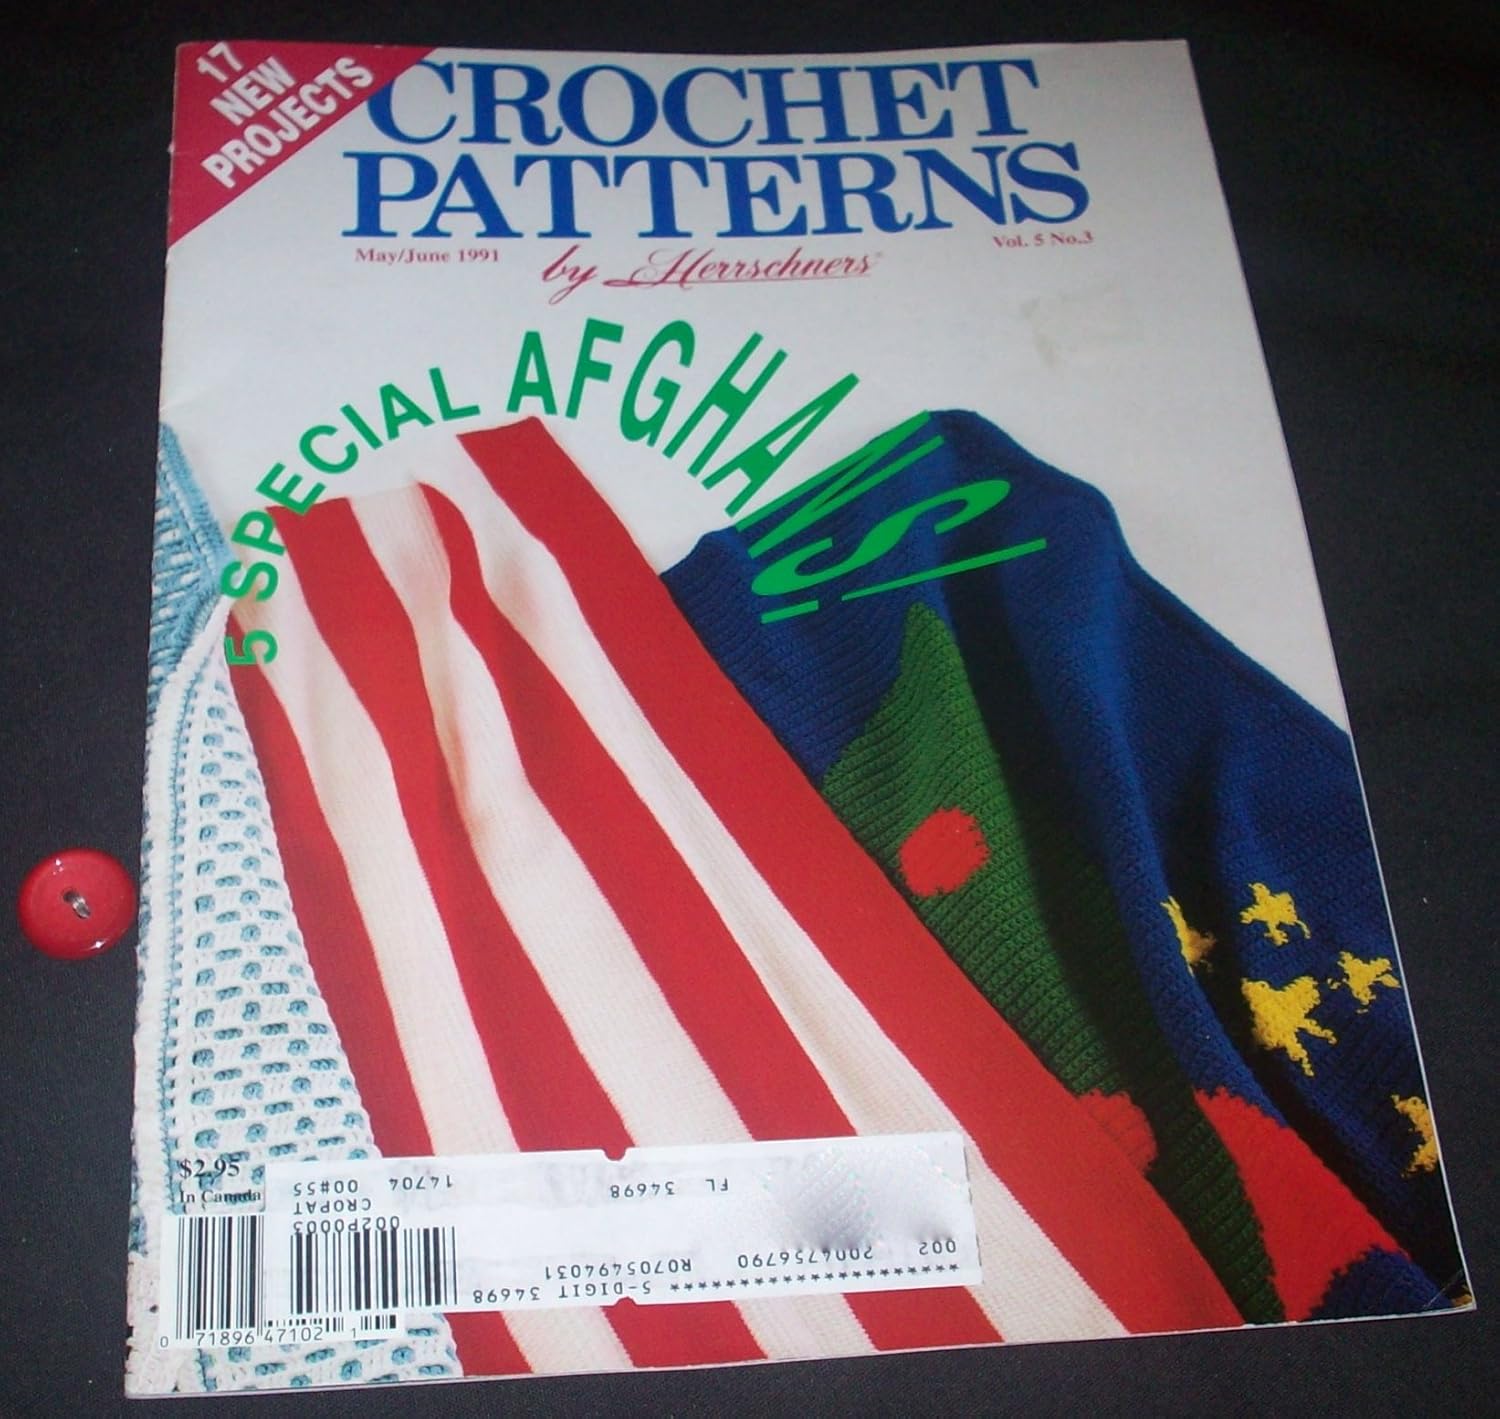 17
NEW
PROJECTS
CROCHET
PATTERNS
May/June 1991
Vol. 5 No.3
by Herrschners®
5 SPECIAL AFGHANS!
$2.95
In Canada
0 71896 47102 1
***************** 5-DIGIT 34698
002 2004756790 R0705494031
FL 34698
002P0003
CROPAT
14704 00#55